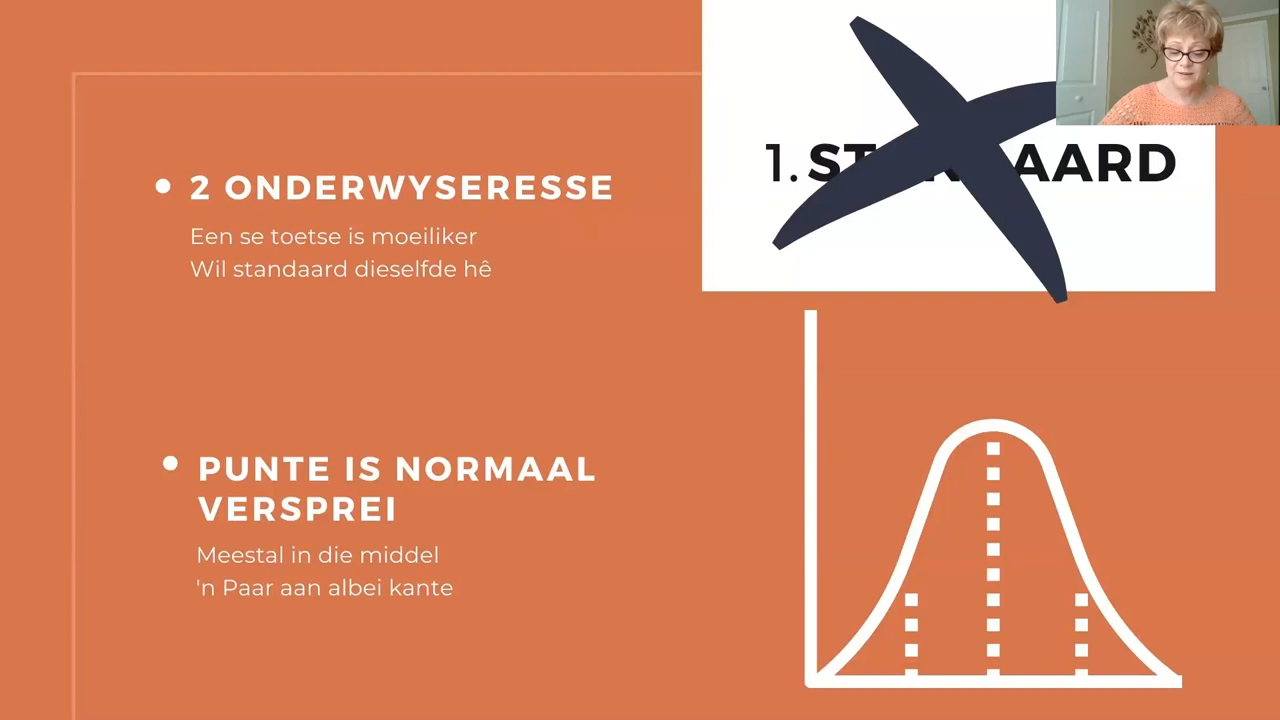 2 ONDERWYSERESSE
Een se toetse is moeiliker
Wil standaard dieselfde hê
PUNTE IS NORMAAL
VERSPREI
Meestal in die middel
'n Paar aan albei kante
1.